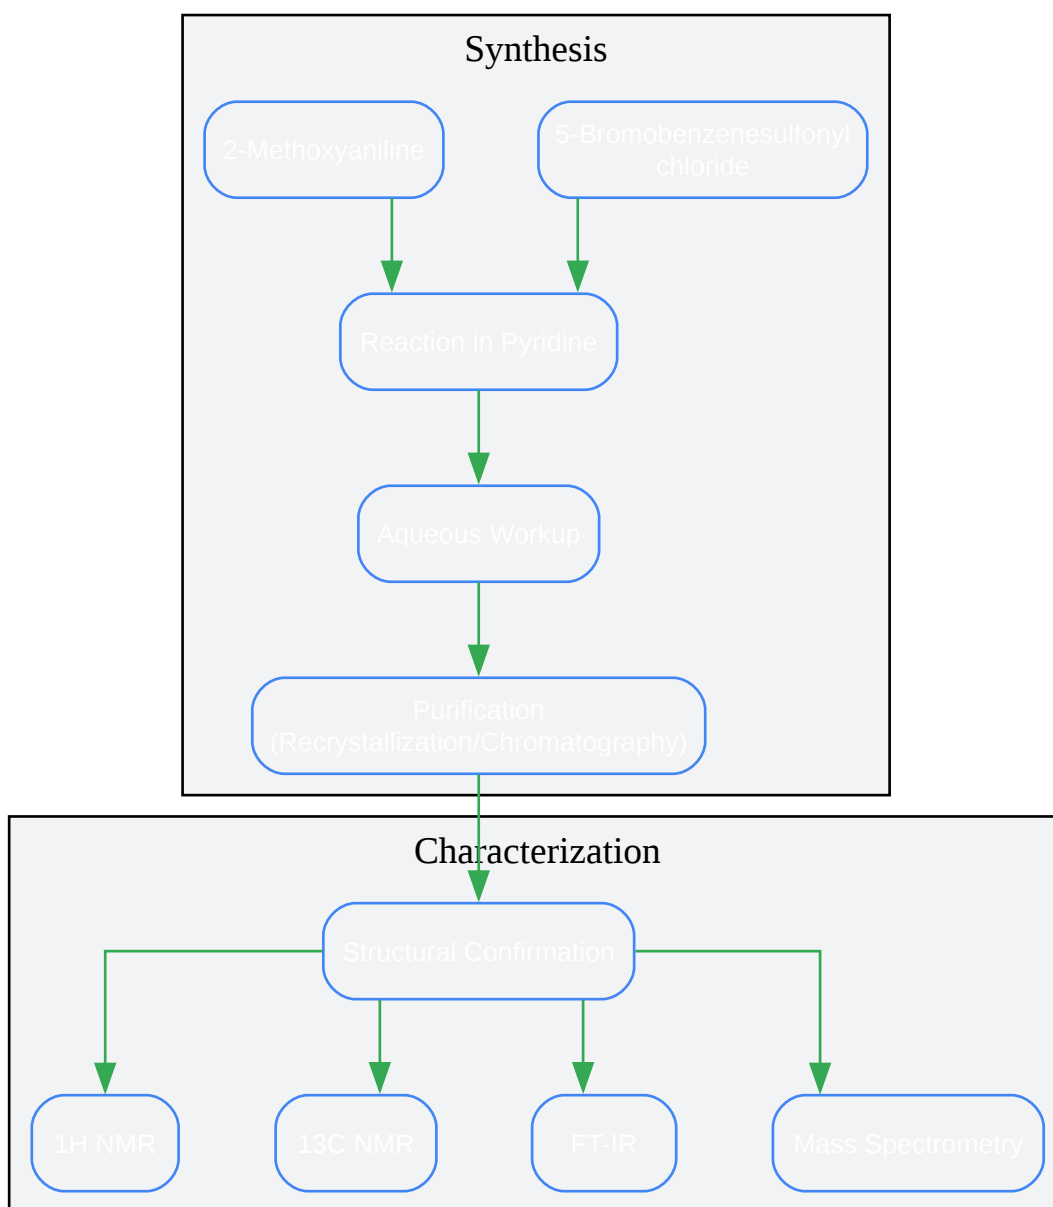 Synthesis
2-Methoxyaniline
5-Bromobenzenesulfonyl
chloride
Reaction in Pyridine
Aqueous Workup
Purification
(Recrystallization/Chromatography)
Characterization
Structural Confirmation
1H NMR
13C NMR
FT-IR
Mass Spectrometry